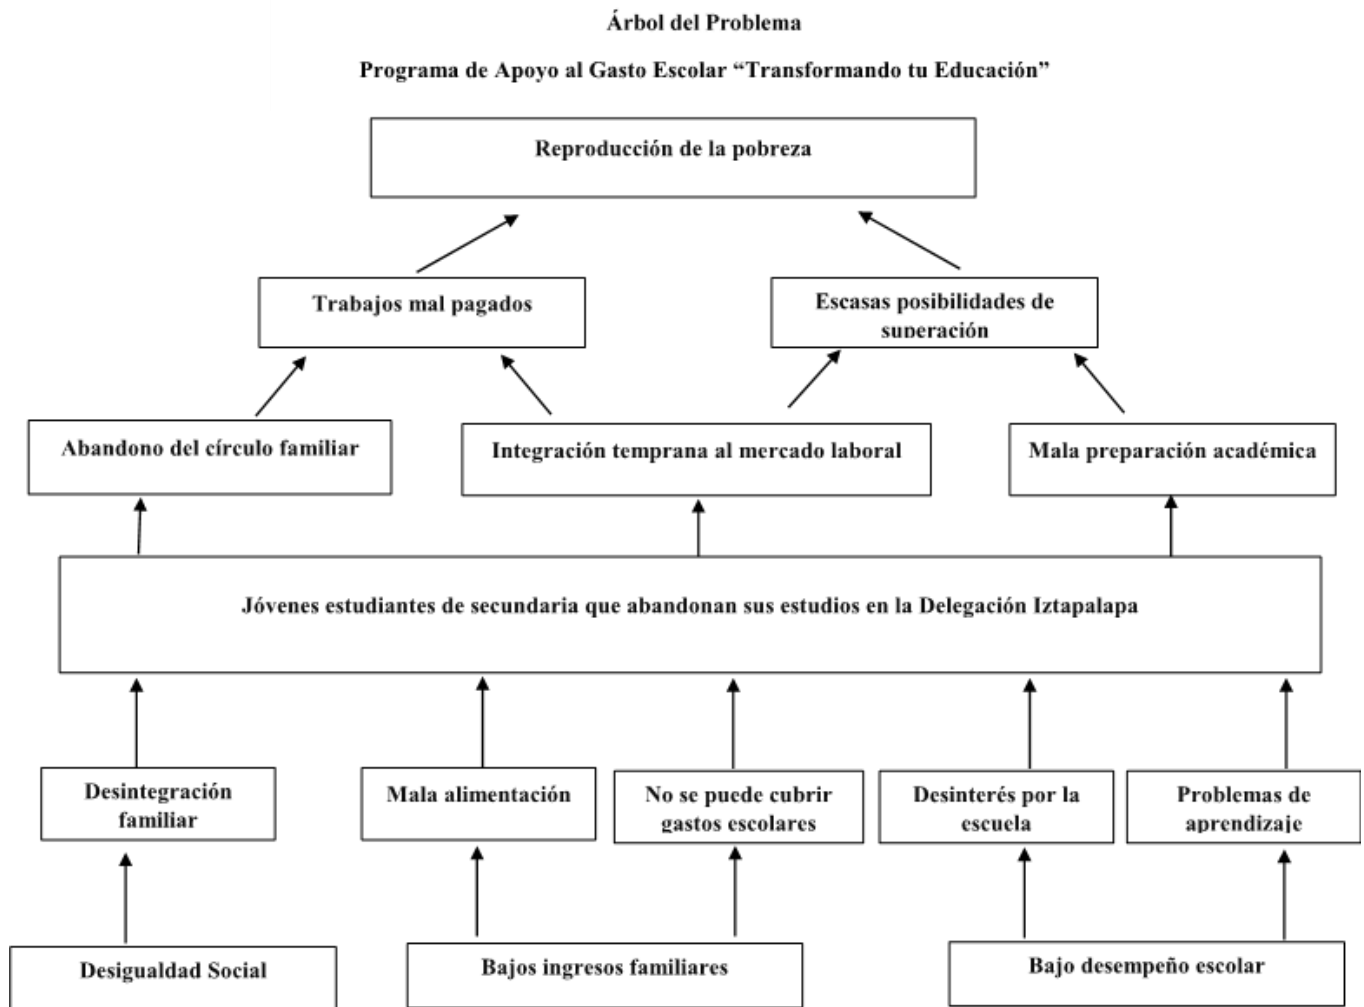 Árbol del Problema
Programa de Apoyo al Gasto Escolar “Transformando tu Educación”
Reproducción de la pobreza
Trabajos mal pagados
Escasas posibilidades de
superación
Abandono del círculo familiar
Integración temprana al mercado laboral
Mala preparación académica
Jóvenes estudiantes de secundaria que abandonan sus estudios en la Delegación Iztapalapa
Desintegración
familiar
Mala alimentación
No se puede cubrir
gastos escolares
Desinterés por la
escuela
Problemas de
aprendizaje
Desigualdad Social
Bajos ingresos familiares
Bajo desempeño escolar